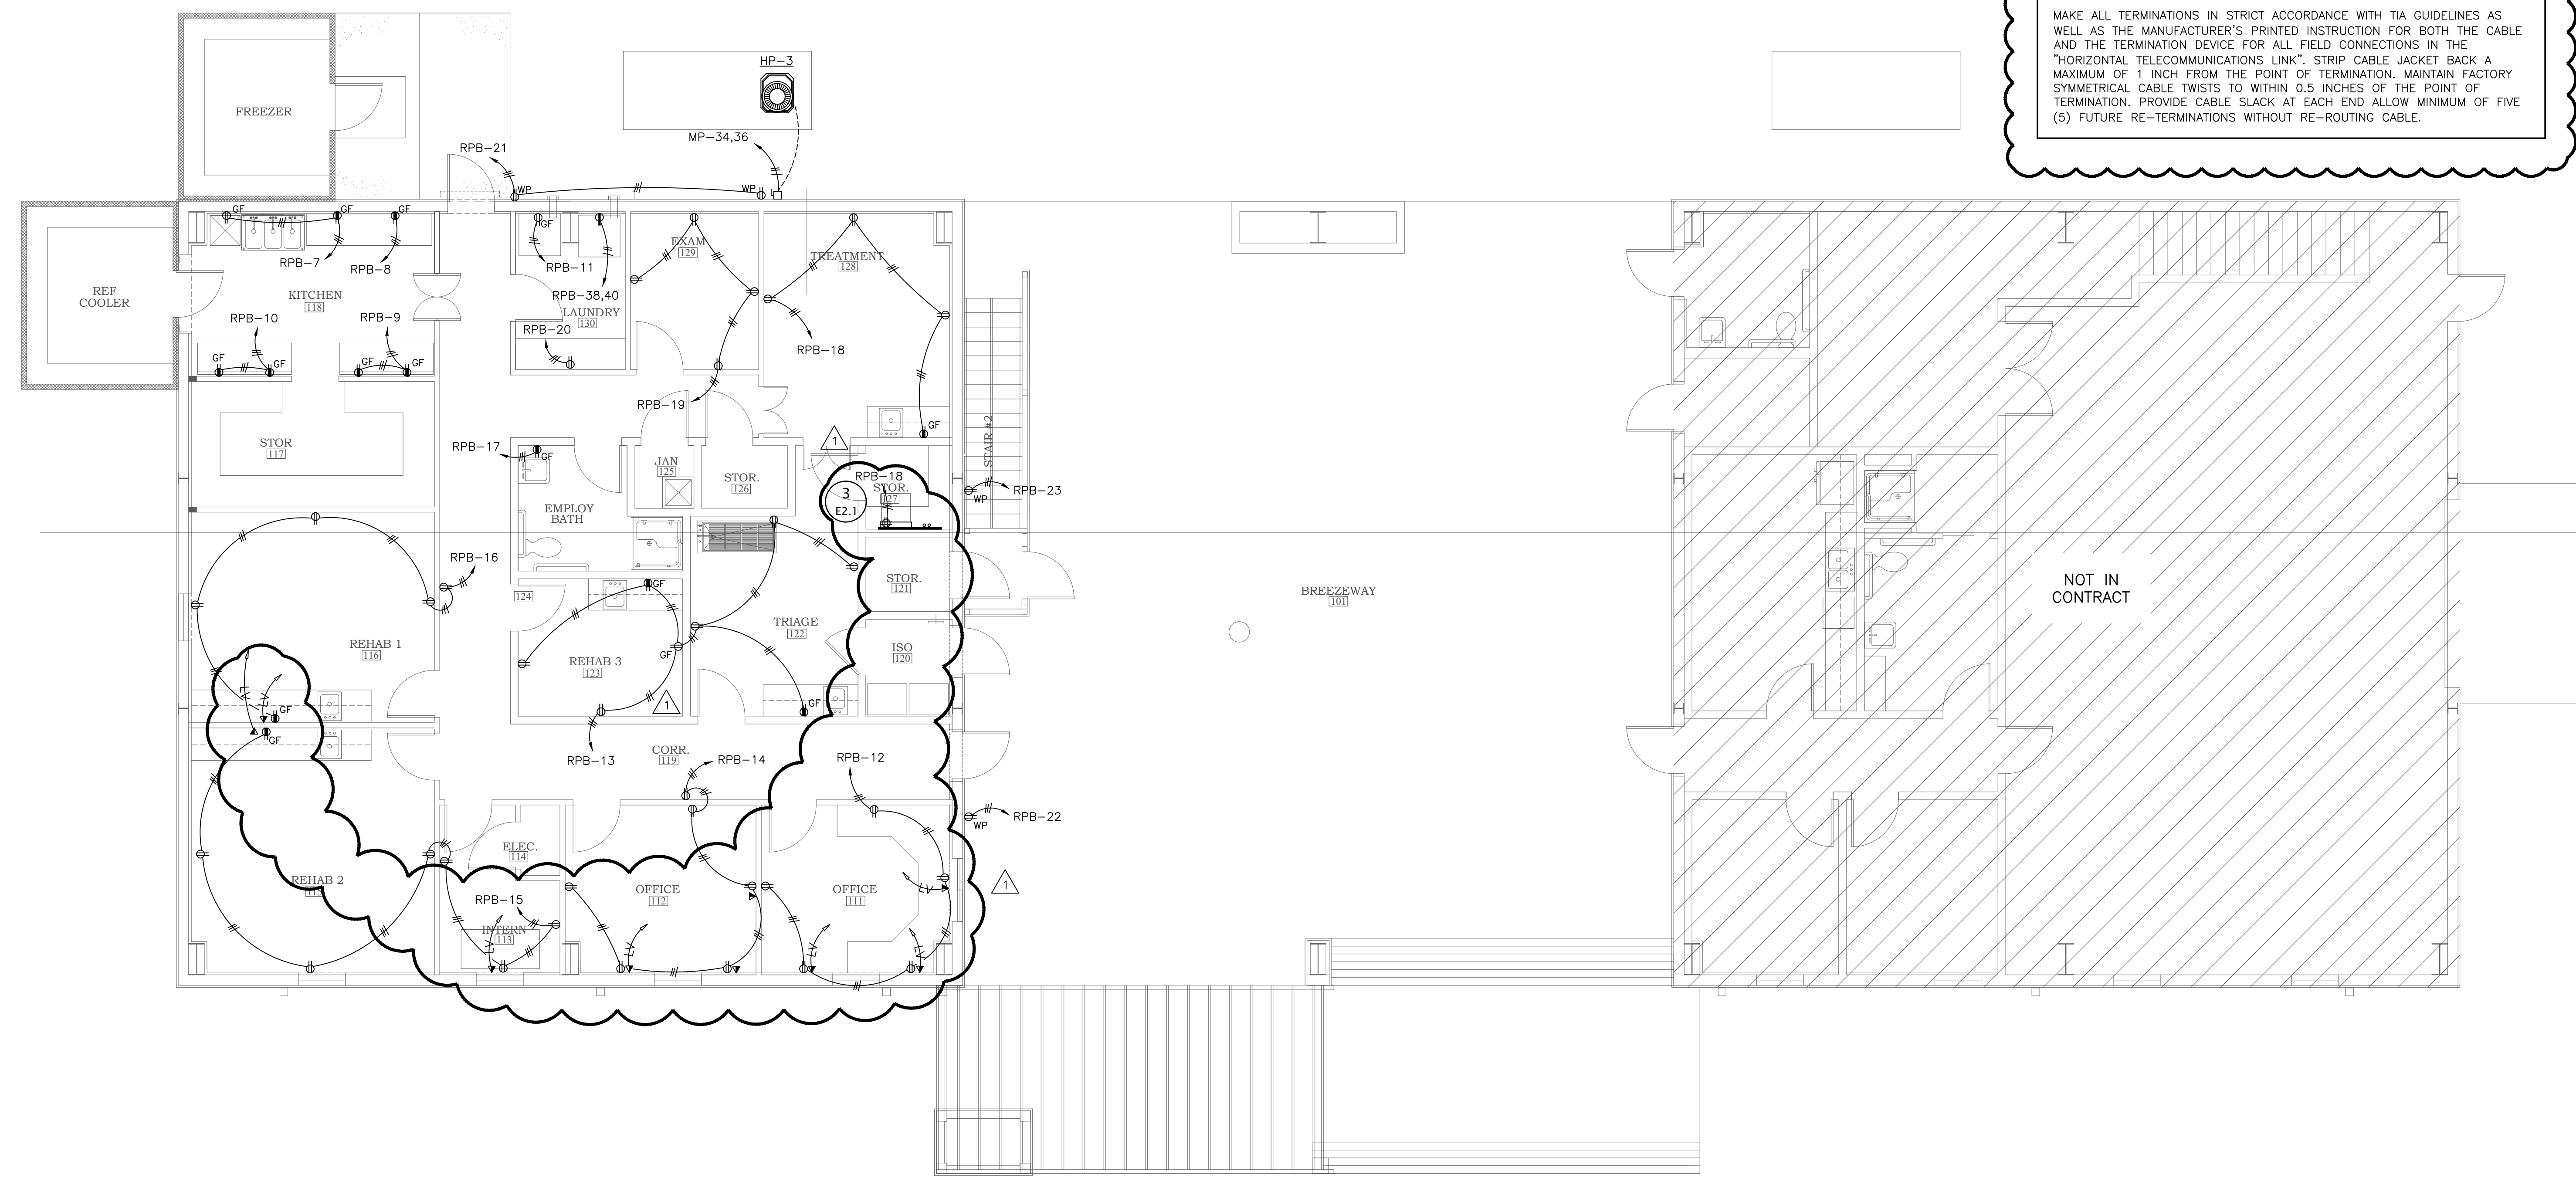 MAKE ALL TERMINATIONS IN STRICT ACCORDANCE WITH TIA GUIDELINES AS
WELL AS THE MANUFACTURER'S PRINTED INSTRUCTION FOR BOTH THE CABLE
AND THE TERMINATION DEVICE FOR ALL FIELD CONNECTIONS IN THE
"HORIZONTAL TELECOMMUNICATIONS LINK". STRIP CABLE JACKET BACK A
MAXIMUM OF 1 INCH FROM THE POINT OF TERMINATION. MAINTAIN FACTORY
SYMMETRICAL CABLE TWISTS TO WITHIN 0.5 INCHES OF THE POINT OF
TERMINATION. PROVIDE CABLE SLACK AT EACH END ALLOW MINIMUM OF FIVE
(5) FUTURE RE-TERMINATIONS WITHOUT RE-ROUTING CABLE.
HP-3
FREEZER
MP-34,36
RPB-21
WP
WP
GF
GF
GF
GF
EXAM
129
TREATMENT
128
RPB-7
RPB-8
RPB-11
RPB-38,40
REF
COOLER
KITCHEN
118
LAUNDRY
130
RPB-10
RPB-9
RPB-20
RPB-18
GF
GF
GF
GF
RPB-19
STOR
117
RPB-17
GF
GF
1
STAIR #2
JAN
125
STOR.
126
RPB-18
STOR.
127
3
E2.1
RPB-23
WP
EMPLOY
BATH
RPB-16
124
GF
STOR.
121
BREEZEWAY
101
NOT IN
CONTRACT
TRIAGE
122
REHAB 1
116
REHAB 3
123
GF
ISO
120
LV
LV
GF
GF
1
GF
CORR.
119
RPB-13
RPB-14
RPB-12
RPB-22
WP
ELEC.
114
REHAB 2
115
RPB-15
INTERN
113
OFFICE
112
OFFICE
111
LV
1
LV
LV
LV
LV